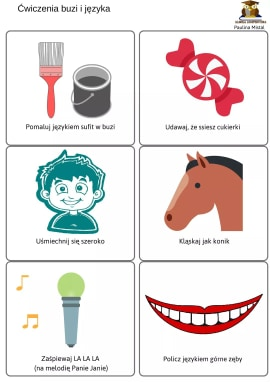 Ćwiczenia buzi i języka
Paulina Mistal
Pomaluj językiem sufit w buzi
Udawaj, że ssiesz cukierki
Uśmiechnij się szeroko
Kląskaj jak konik
Zaśpiewaj LA LA LA
(na melodię Panie Janie)
Policz językiem górne zęby